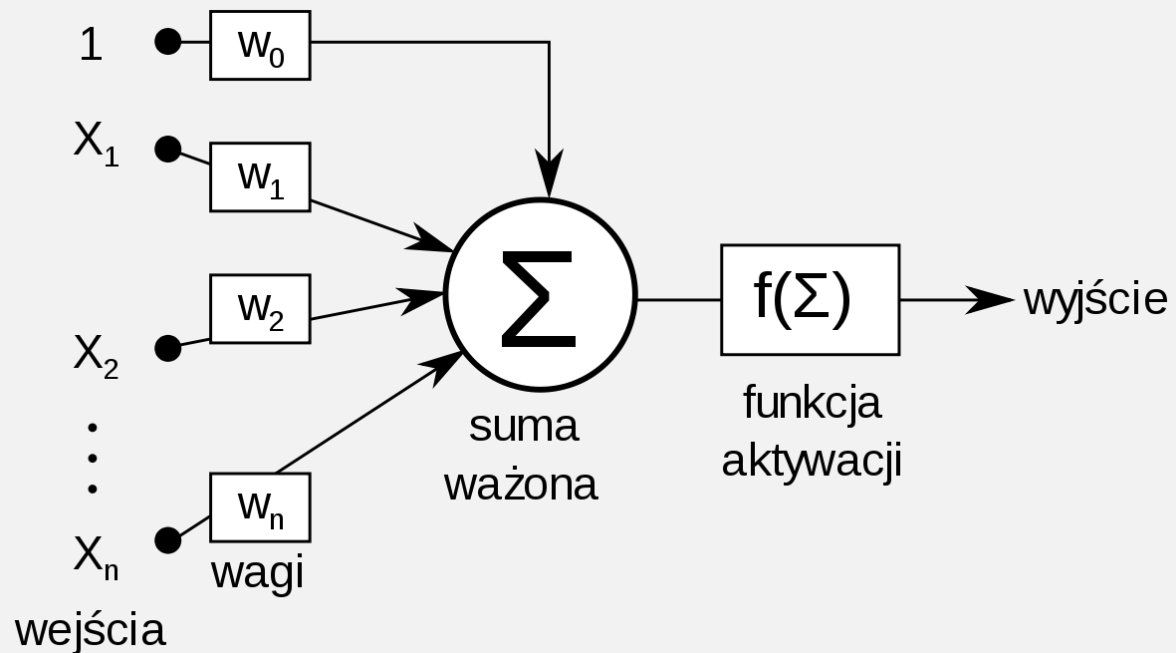 1
w₀
X₁
w₁
w₂
X₂
Σ
f(Σ)
wyjście
suma
ważona
funkcja
aktywacji
wₙ
Xₙ
wagi
wejścia